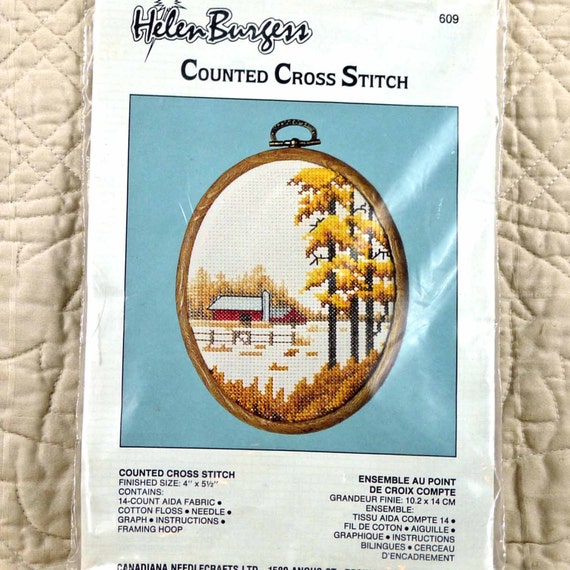 Helen Burgess
609
COUNTED CROSS STITCH
COUNTED CROSS STITCH
FINISHED SIZE: 4" x 5½"
CONTAINS:
14-COUNT AIDA FABRIC •
COTTON FLOSS • NEEDLE •
GRAPH • INSTRUCTIONS •
FRAMING HOOP
ENSEMBLE AU POINT
DE CROIX COMPTE
GRANDEUR FINIE: 10.2 x 14 CM
ENSEMBLE:
TISSU AIDA COMPTE 14 •
FIL DE COTON • AIGUILLE •
GRAPHIQUE • INSTRUCTIONS
BILINGUES • CERCEAU
D'ENCADREMENT
CANADIANA NEEDLECRAFTS LTD.